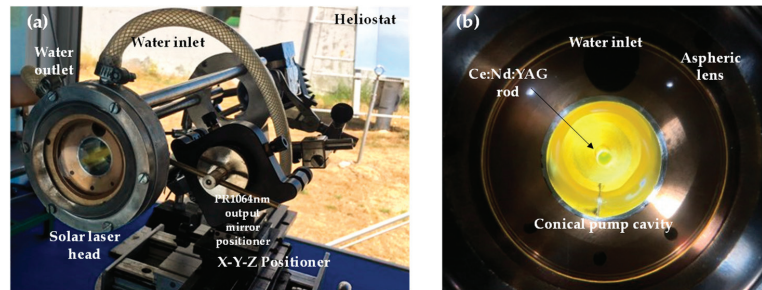 (a)
Heliostat
Water inlet
Water
outlet
PR1064nm
output
mirror
positioner
Solar laser
head
X-Y-Z Positioner
(b)
Water inlet
Aspheric
lens
Ce:Nd:YAG
rod
Conical pump cavity